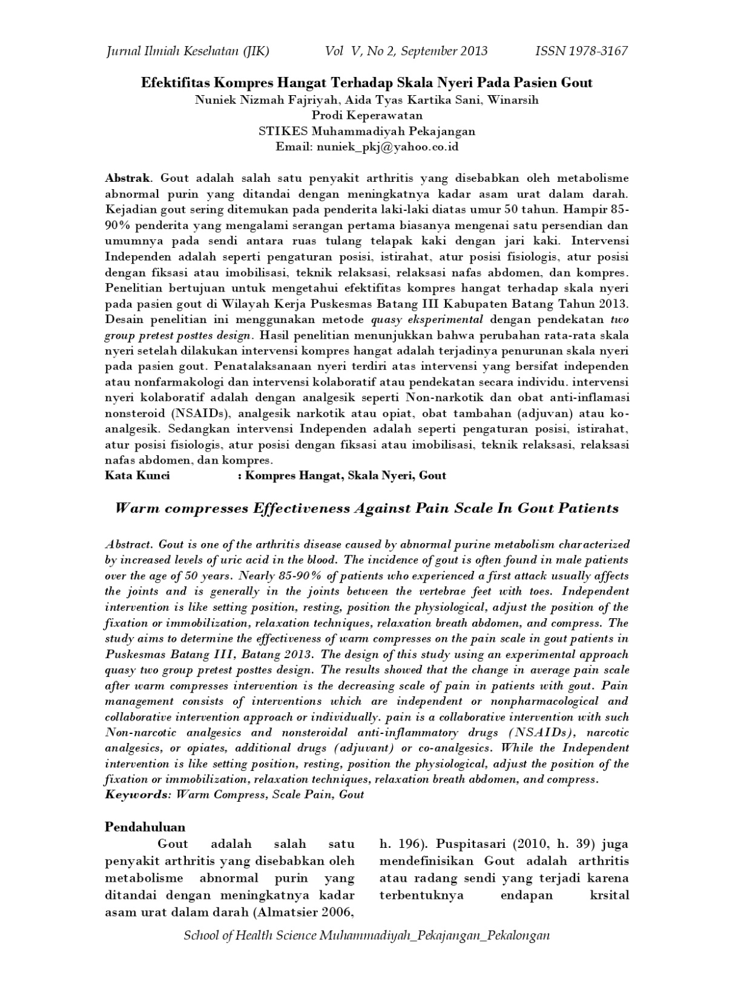 Jurnal Ilmiah Kesehatan (JIK) Vol V, No 2, September 2013 ISSN 1978-3167
Efektifitas Kompres Hangat Terhadap Skala Nyeri Pada Pasien Gout
Nuniek Nizmah Fajriyah, Aida Tyas Kartika Sani, Winarsih
Prodi Keperawatan
STIKES Muhammadiyah Pekajangan
Email: nuniek_pkj@yahoo.co.id
Abstrak. Gout adalah salah satu penyakit arthritis yang disebabkan oleh metabolisme
abnormal purin yang ditandai dengan meningkatnya kadar asam urat dalam darah.
Kejadian gout sering ditemukan pada penderita laki-laki diatas umur 50 tahun. Hampir 85-
90% penderita yang mengalami serangan pertama biasanya mengenai satu persendian dan
umumnya pada sendi antara ruas tulang telapak kaki dengan jari kaki. Intervensi
Independen adalah seperti pengaturan posisi, istirahat, atur posisi fisiologis, atur posisi
dengan fiksasi atau imobilisasi, teknik relaksasi, relaksasi nafas abdomen, dan kompres.
Penelitian bertujuan untuk mengetahui efektifitas kompres hangat terhadap skala nyeri
pada pasien gout di Wilayah Kerja Puskesmas Batang III Kabupaten Batang Tahun 2013.
Desain penelitian ini menggunakan metode quasy eksperimental dengan pendekatan two
group pretest posttes design. Hasil penelitian menunjukkan bahwa perubahan rata-rata skala
nyeri setelah dilakukan intervensi kompres hangat adalah terjadinya penurunan skala nyeri
pada pasien gout. Penatalaksanaan nyeri terdiri atas intervensi yang bersifat independen
atau nonfarmakologi dan intervensi kolaboratif atau pendekatan secara individu. intervensi
nyeri kolaboratif adalah dengan analgesik seperti Non-narkotik dan obat anti-inflamasi
nonsteroid (NSAIDs), analgesik narkotik atau opiat, obat tambahan (adjuvan) atau ko-
analgesik. Sedangkan intervensi Independen adalah seperti pengaturan posisi, istirahat,
atur posisi fisiologis, atur posisi dengan fiksasi atau imobilisasi, teknik relaksasi, relaksasi
nafas abdomen, dan kompres.
Kata Kunci : Kompres Hangat, Skala Nyeri, Gout
Warm compresses Effectiveness Against Pain Scale In Gout Patients
Abstract. Gout is one of the arthritis disease caused by abnormal purine metabolism characterized
by increased levels of uric acid in the blood. The incidence of gout is often found in male patients
over the age of 50 years. Nearly 85-90% of patients who experienced a first attack usually affects
the joints and is generally in the joints between the vertebrae feet with toes. Independent
intervention is like setting position, resting, position the physiological, adjust the position of the
fixation or immobilization, relaxation techniques, relaxation breath abdomen, and compress. The
study aims to determine the effectiveness of warm compresses on the pain scale in gout patients in
Puskesmas Batang III, Batang 2013. The design of this study using an experimental approach
quasy two group pretest posttes design. The results showed that the change in average pain scale
after warm compresses intervention is the decreasing scale of pain in patients with gout. Pain
management consists of interventions which are independent or nonpharmacological and
collaborative intervention approach or individually. pain is a collaborative intervention with such
Non-narcotic analgesics and nonsteroidal anti-inflammatory drugs (NSAIDs), narcotic
analgesics, or opiates, additional drugs (adjuvant) or co-analgesics. While the Independent
intervention is like setting position, resting, position the physiological, adjust the position of the
fixation or immobilization, relaxation techniques, relaxation breath abdomen, and compress.
Keywords: Warm Compress, Scale Pain, Gout
Pendahuluan
Gout adalah salah satu
penyakit arthritis yang disebabkan oleh
metabolisme abnormal purin yang
ditandai dengan meningkatnya kadar
asam urat dalam darah (Almatsier 2006,
h. 196). Puspitasari (2010, h. 39) juga
mendefinisikan Gout adalah arthritis
atau radang sendi yang terjadi karena
terbentuknya endapan krsital
School of Health Science Muhammadiyah_Pekajangan_Pekalongan